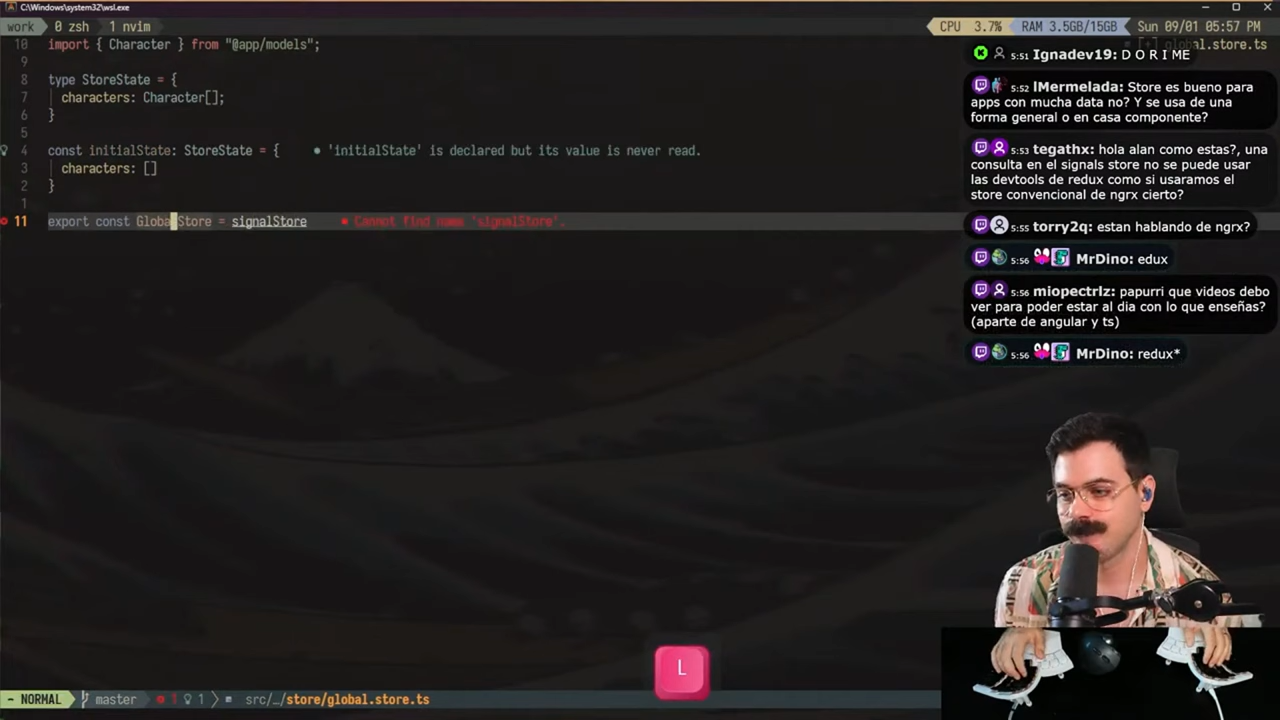 C:\Windows\system32\wsl.exe
work 0 zsh 1 nvim CPU 3.7% RAM 3.5GB/15GB Sun 09/01 05:57 PM
10 import { Character } from "@app/models";
9
8 type StoreState = {
7 characters: Character[];
6 }
5
4 const initialState: StoreState = { ● 'initialState' is declared but its value is never read.
3 characters: []
2 }
1
11 export const GlobalStore = signalStore ■ Cannot find name 'signalStore'.
global.store.ts
5:51 Ignadev19: D O R I M E
5:52 lMermelada: Store es bueno para
apps con mucha data no? Y se usa de una
forma general o en casa componente?
5:53 tegathx: hola alan como estas?, una
consulta en el signals store no se puede usar
las devtools de redux como si usaramos el
store convencional de ngrx cierto?
5:55 torry2q: estan hablando de ngrx?
5:56 MrDino: edux
5:56 miopectrlz: papurri que videos debo
ver para poder estar al dia con lo que enseñas?
(aparte de angular y ts)
5:56 MrDino: redux*
L
- NORMAL master 1 1 src/…/store/global.store.ts